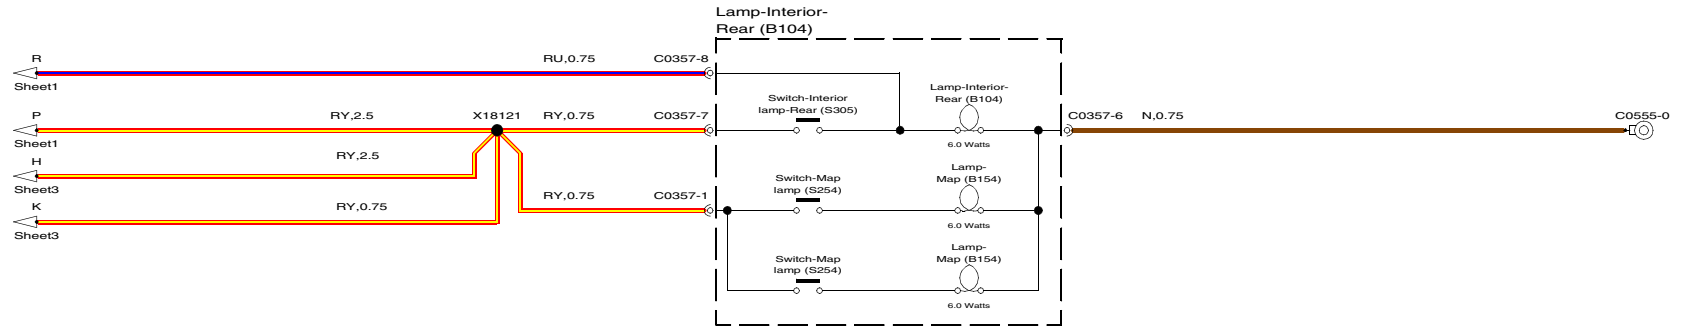 Lamp-Interior-
Rear (B104)
R
RU,0.75
C0357-8
Sheet1
Switch-Interior
lamp-Rear (S305)
Lamp-Interior-
Rear (B104)
P
RY,2.5
X18121
RY,0.75
C0357-7
C0357-6
N,0.75
C0555-0
Sheet1
6.0 Watts
H
RY,2.5
Sheet3
Switch-Map
lamp (S254)
Lamp-
Map (B154)
K
RY,0.75
RY,0.75
C0357-1
Sheet3
6.0 Watts
Switch-Map
lamp (S254)
Lamp-
Map (B154)
6.0 Watts